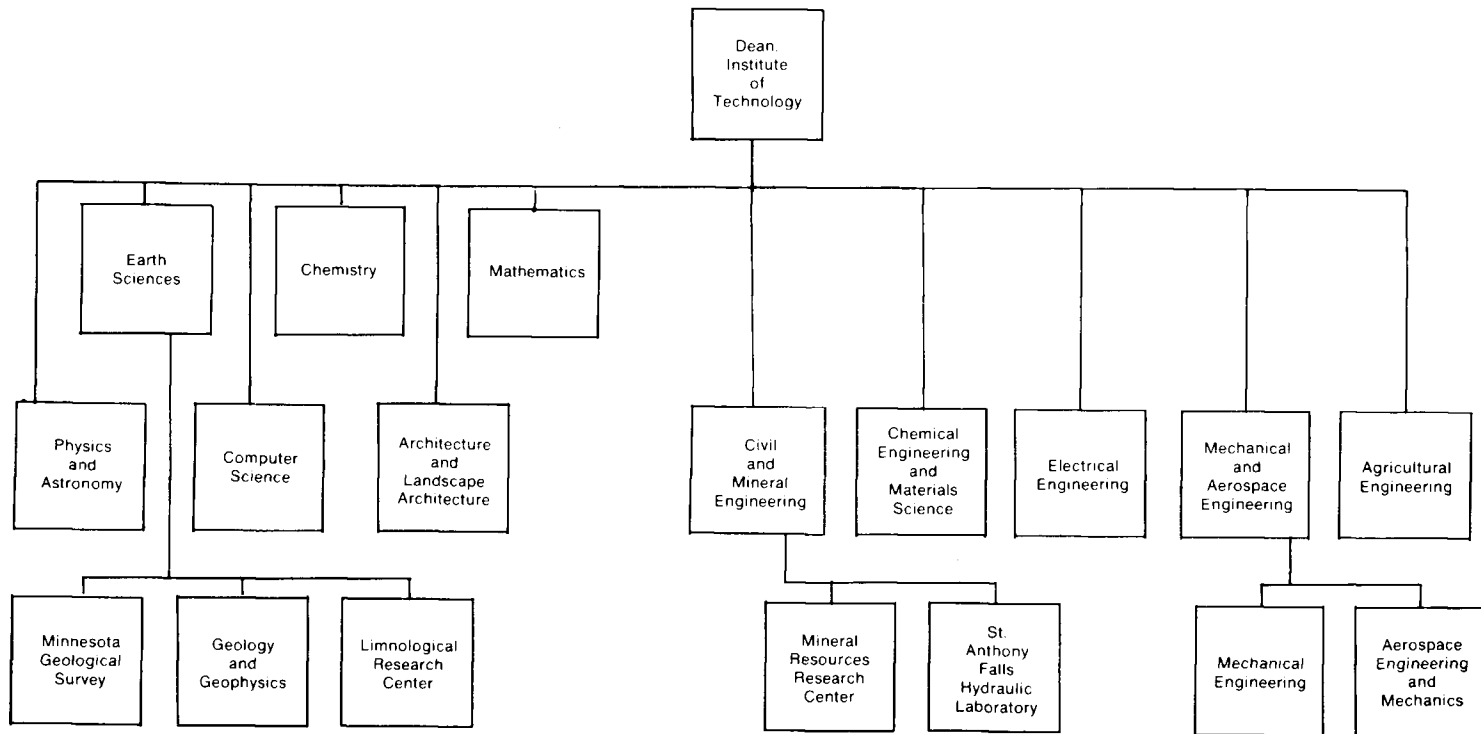 Dean.
Institute
of
Technology
Earth
Sciences
Chemistry
Mathematics
Physics
and
Astronomy
Computer
Science
Architecture
and
Landscape
Architecture
Civil
and
Mineral
Engineering
Chemical
Engineering
and
Materials
Science
Electrical
Engineering
Mechanical
and
Aerospace
Engineering
Agricultural
Engineering
Minnesota
Geological
Survey
Geology
and
Geophysics
Limnological
Research
Center
Mineral
Resources
Research
Center
St.
Anthony
Falls
Hydraulic
Laboratory
Mechanical
Engineering
Aerospace
Engineering
and
Mechanics